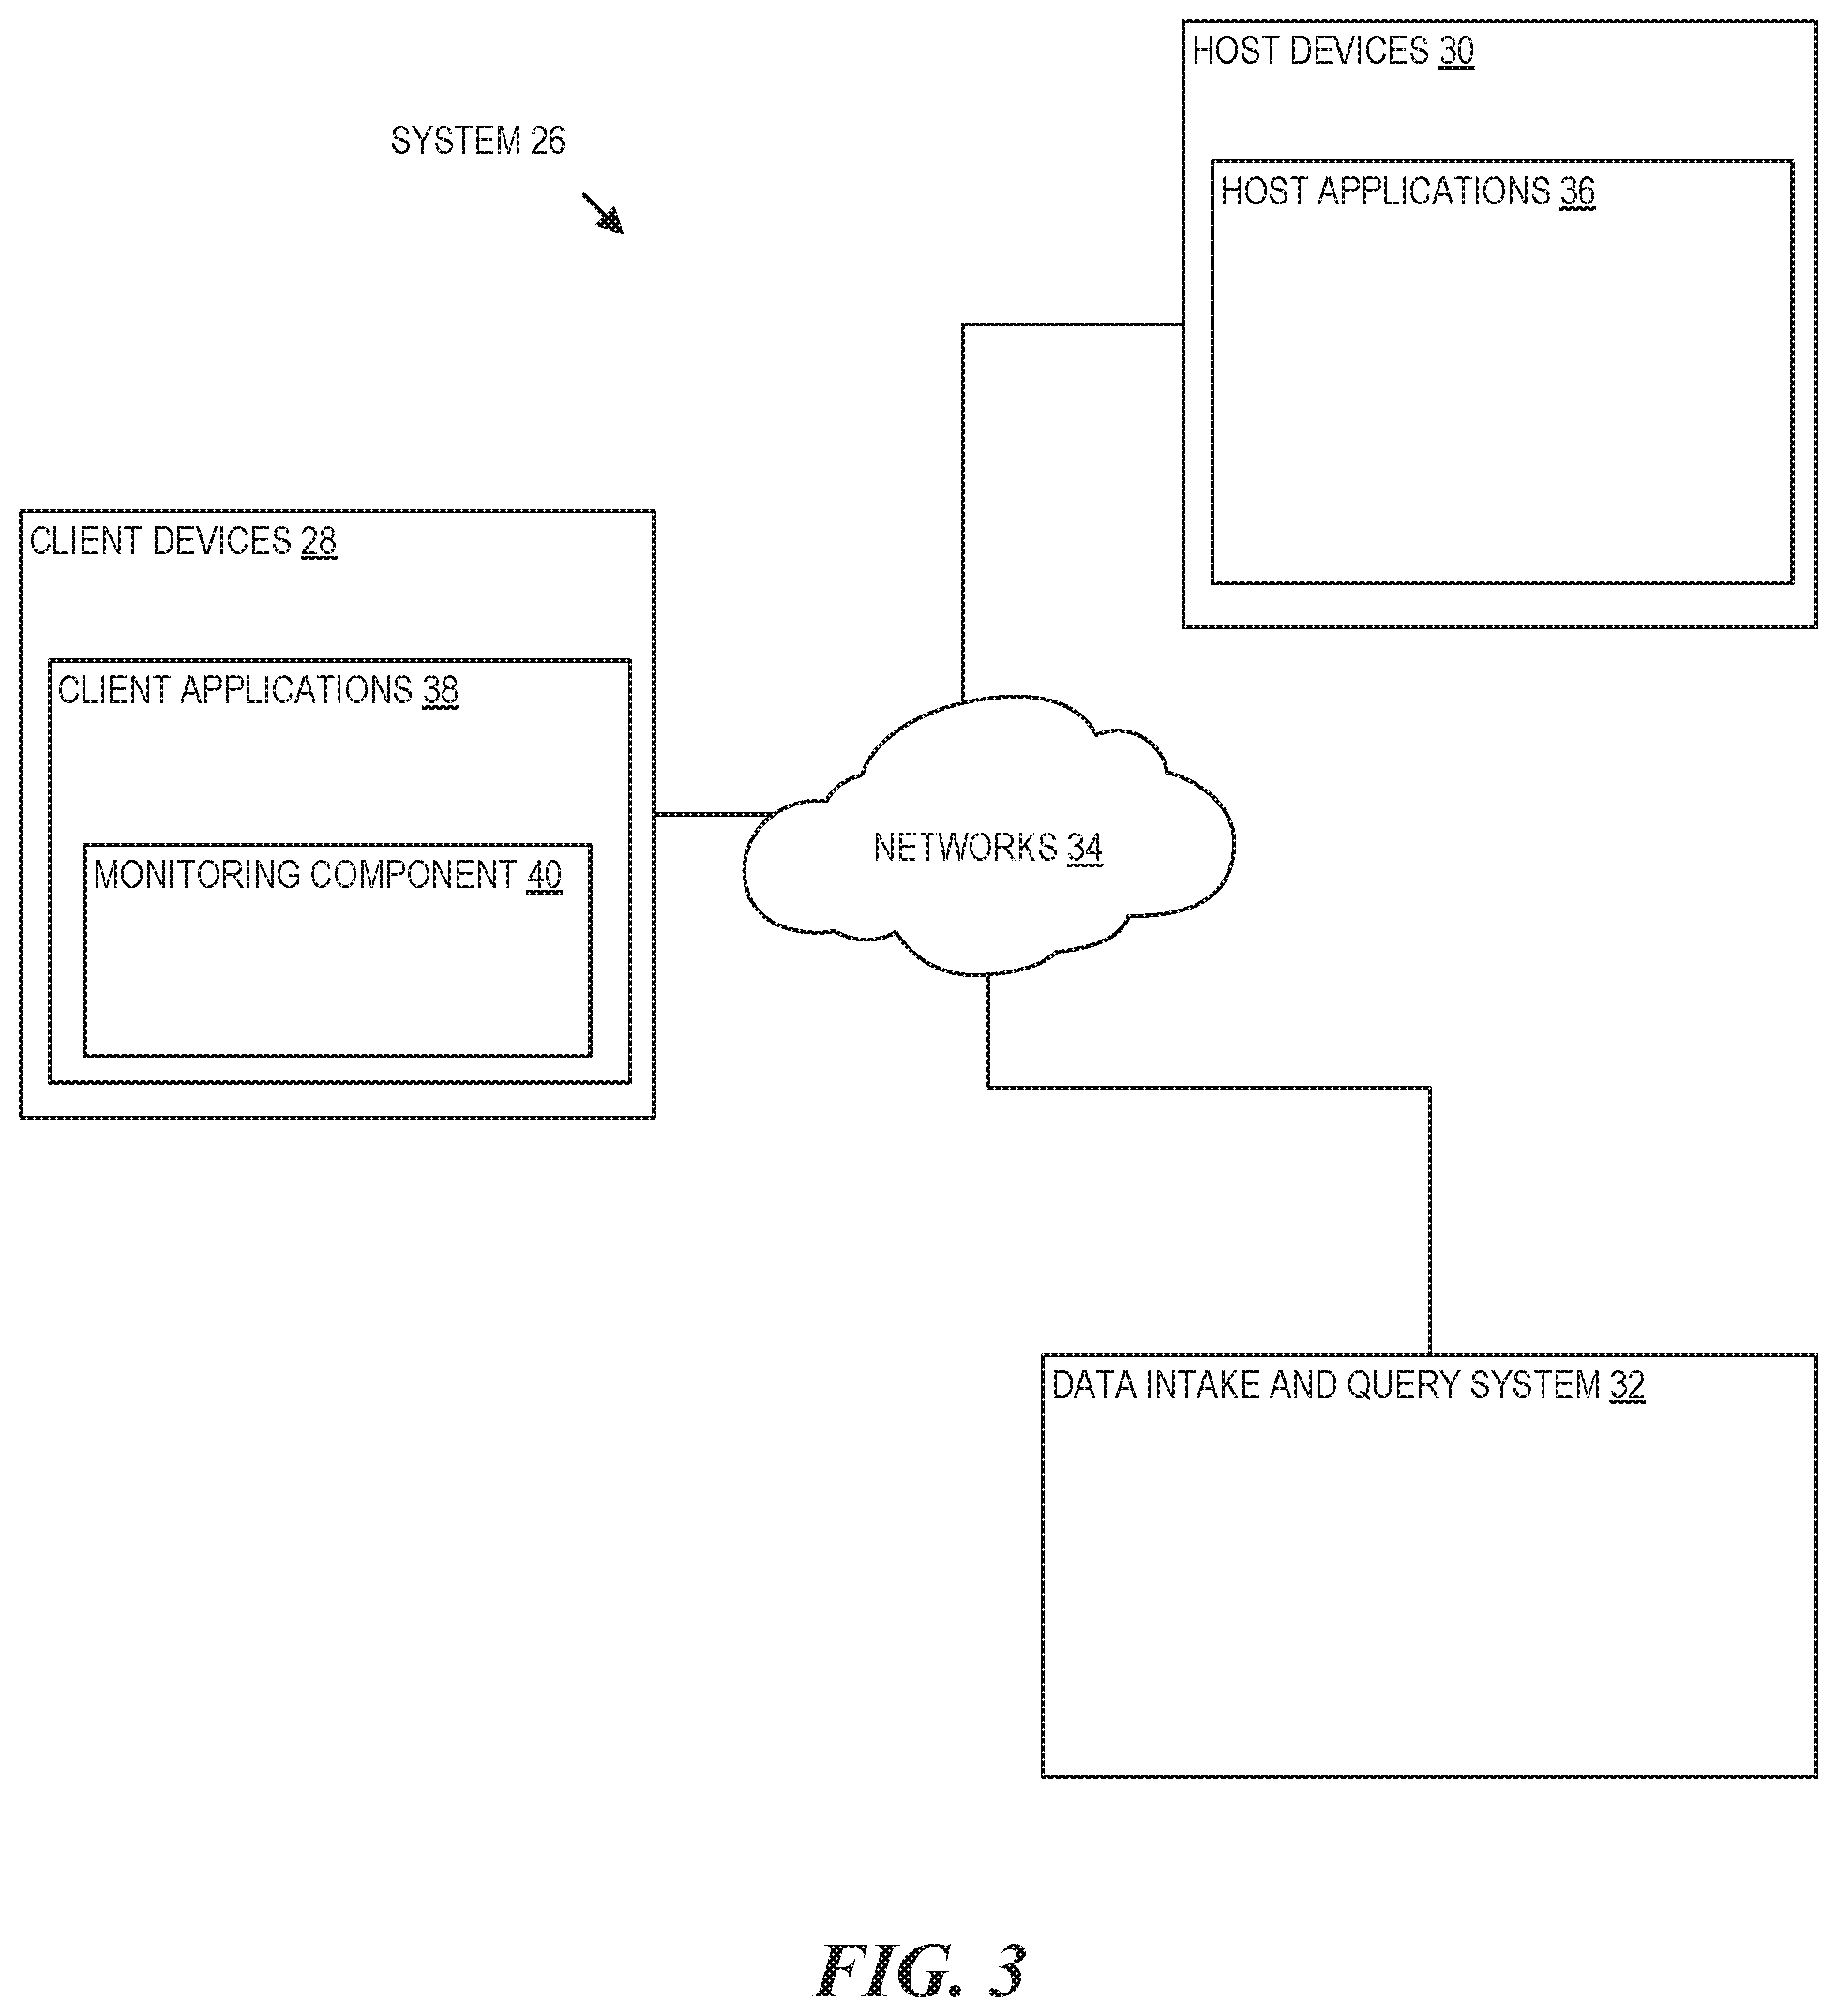 HOST DEVICES 30
SYSTEM 26
HOST APPLICATIONS 36
CLIENT DEVICES 28
CLIENT APPLICATIONS 38
MONITORING COMPONENT 40
NETWORKS 34
DATA INTAKE AND QUERY SYSTEM 32
FIG. 3